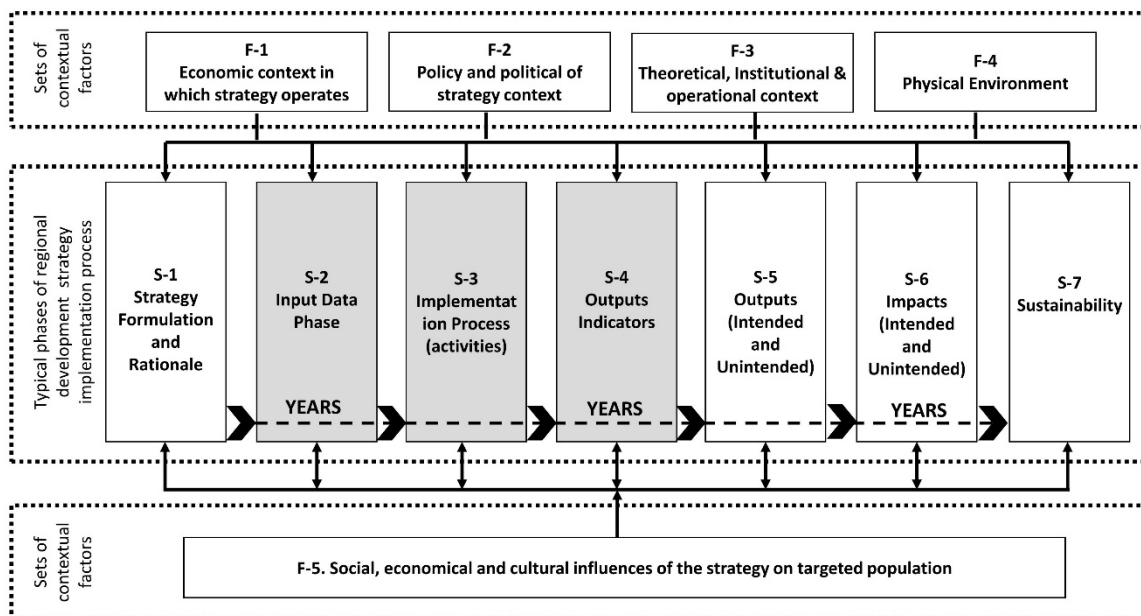 Sets of
contextual
factors
F-1
Economic context in
which strategy operates
F-2
Policy and political of
strategy context
F-3
Theoretical, Institutional &
operational context
F-4
Physical Environment
Typical phases of regional
development strategy
implementation process
S-1
Strategy
Formulation
and
Rationale
S-2
Input Data
Phase
S-3
Implementat
ion Process
(activities)
S-4
Outputs
Indicators
S-5
Outputs
(Intended
and
Unintended)
S-6
Impacts
(Intended
and
Unintended)
S-7
Sustainability
YEARS
YEARS
YEARS
Sets of
contextual
factors
F-5. Social, economical and cultural influences of the strategy on targeted population